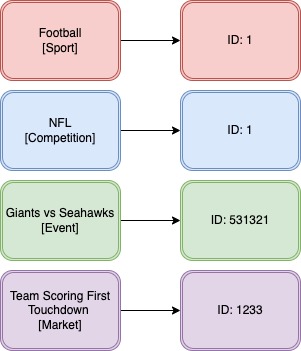 Football
[Sport]
ID: 1
NFL
[Competition]
ID: 1
Giants vs Seahawks
[Event]
ID: 531321
Team Scoring First
Touchdown
[Market]
ID: 1233